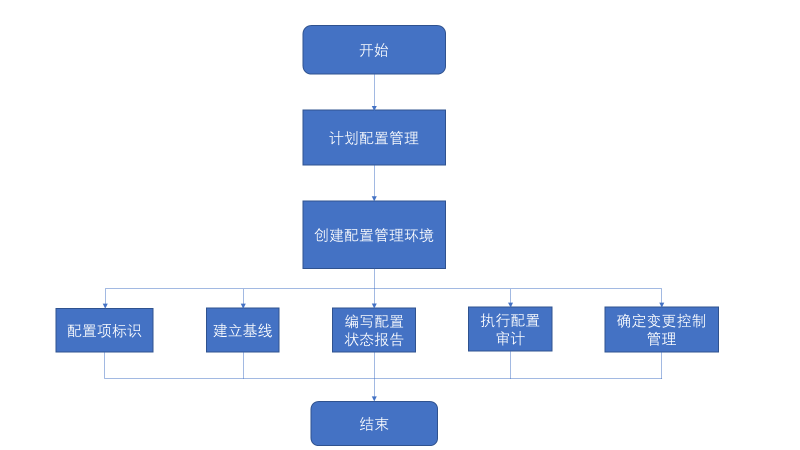 开始
计划配置管理
创建配置管理环境
配置项标识
建立基线
编写配置
状态报告
执行配置
审计
确定变更控制
管理
结束